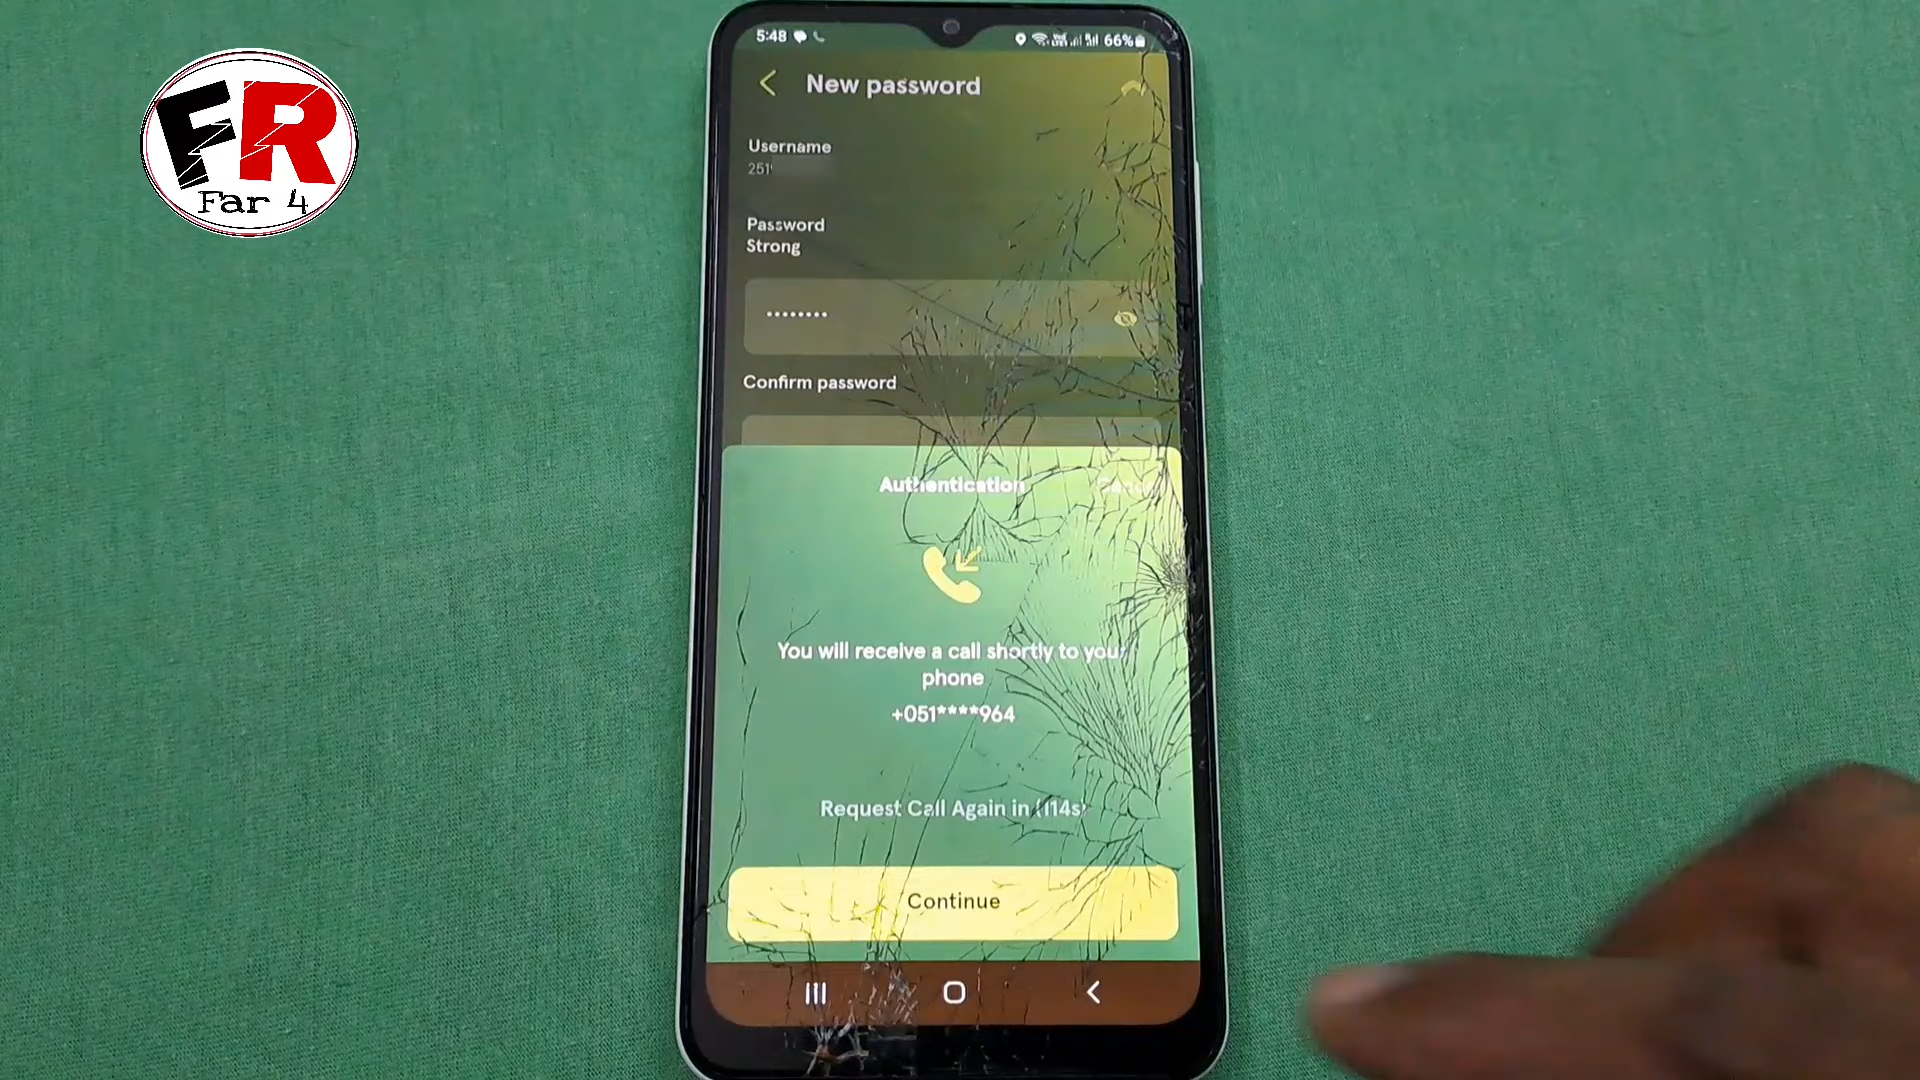 FR
Far 4
5:48
66%
New password
Username
251
Password
Strong
Confirm password
Authentication
You will receive a call shortly to your
phone
+051****964
Request Call Again in (114s)
Continue